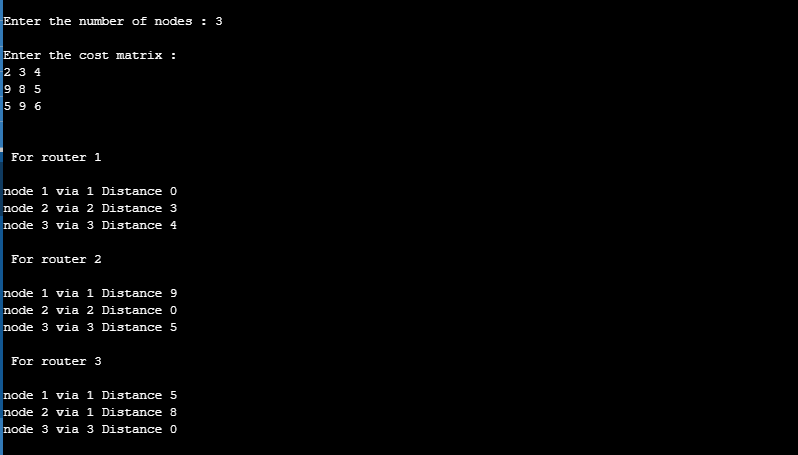 Enter the number of nodes : 3
Enter the cost matrix :
2 3 4
9 8 5
5 9 6
For router 1
node 1 via 1 Distance 0
node 2 via 2 Distance 3
node 3 via 3 Distance 4
For router 2
node 1 via 1 Distance 9
node 2 via 2 Distance 0
node 3 via 3 Distance 5
For router 3
node 1 via 1 Distance 5
node 2 via 1 Distance 8
node 3 via 3 Distance 0